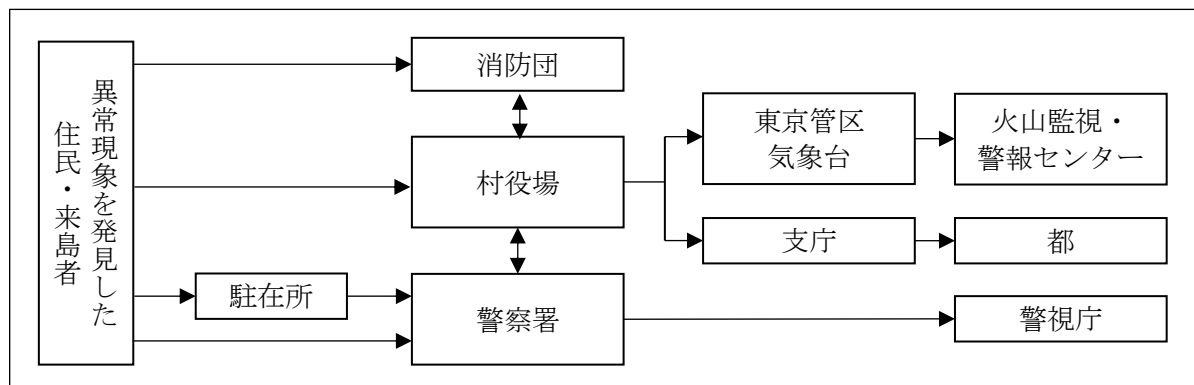 異常現象を発見した
住民・来島者
消防団
村役場
駐在所
警察署
東京管区
気象台
火山監視・
警報センター
支庁
都
警視庁